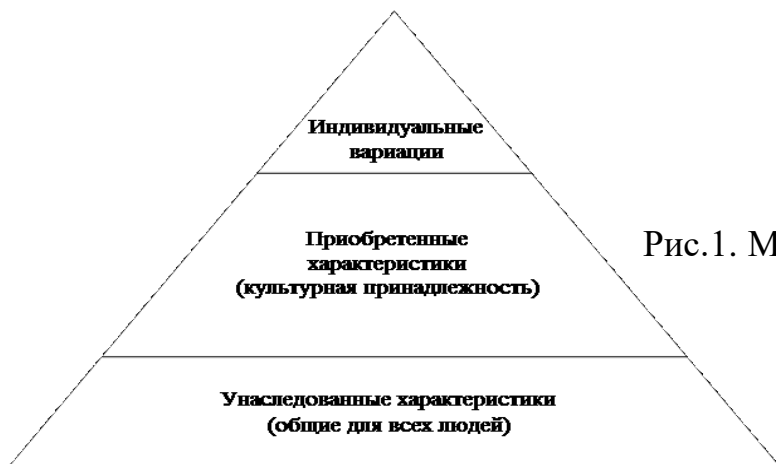 Индивидуальные
вариации
Приобретенные
характеристики
(культурная принадлежность)
Рис.1. М
Унаследованные характеристики
(общие для всех людей)